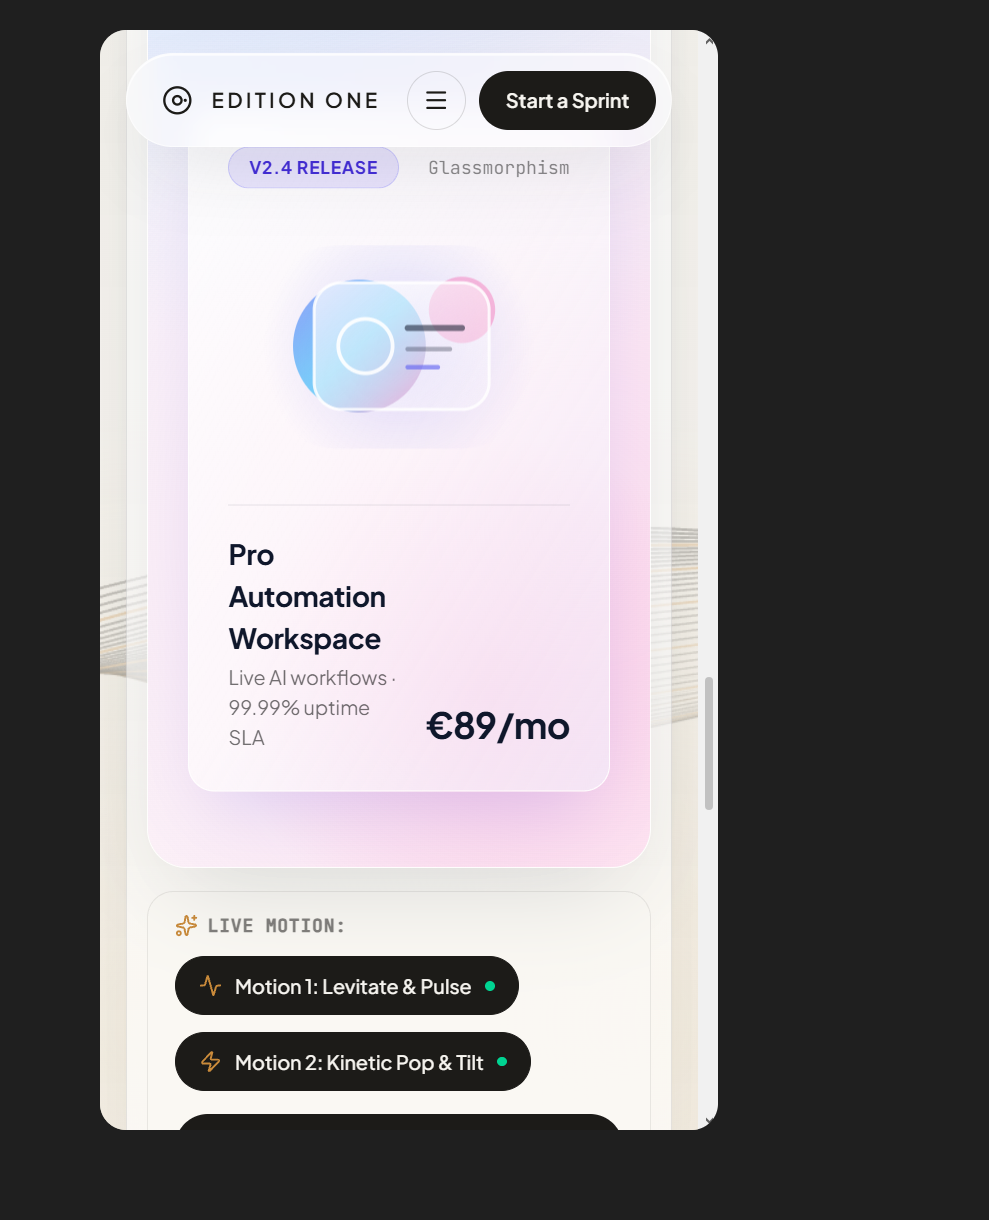 EDITION ONE
Start a Sprint
V2.4 RELEASE
Glassmorphism
Pro
Automation
Workspace
Live AI workflows ·
99.99% uptime
SLA
€89/mo
LIVE MOTION:
Motion 1: Levitate & Pulse
Motion 2: Kinetic Pop & Tilt